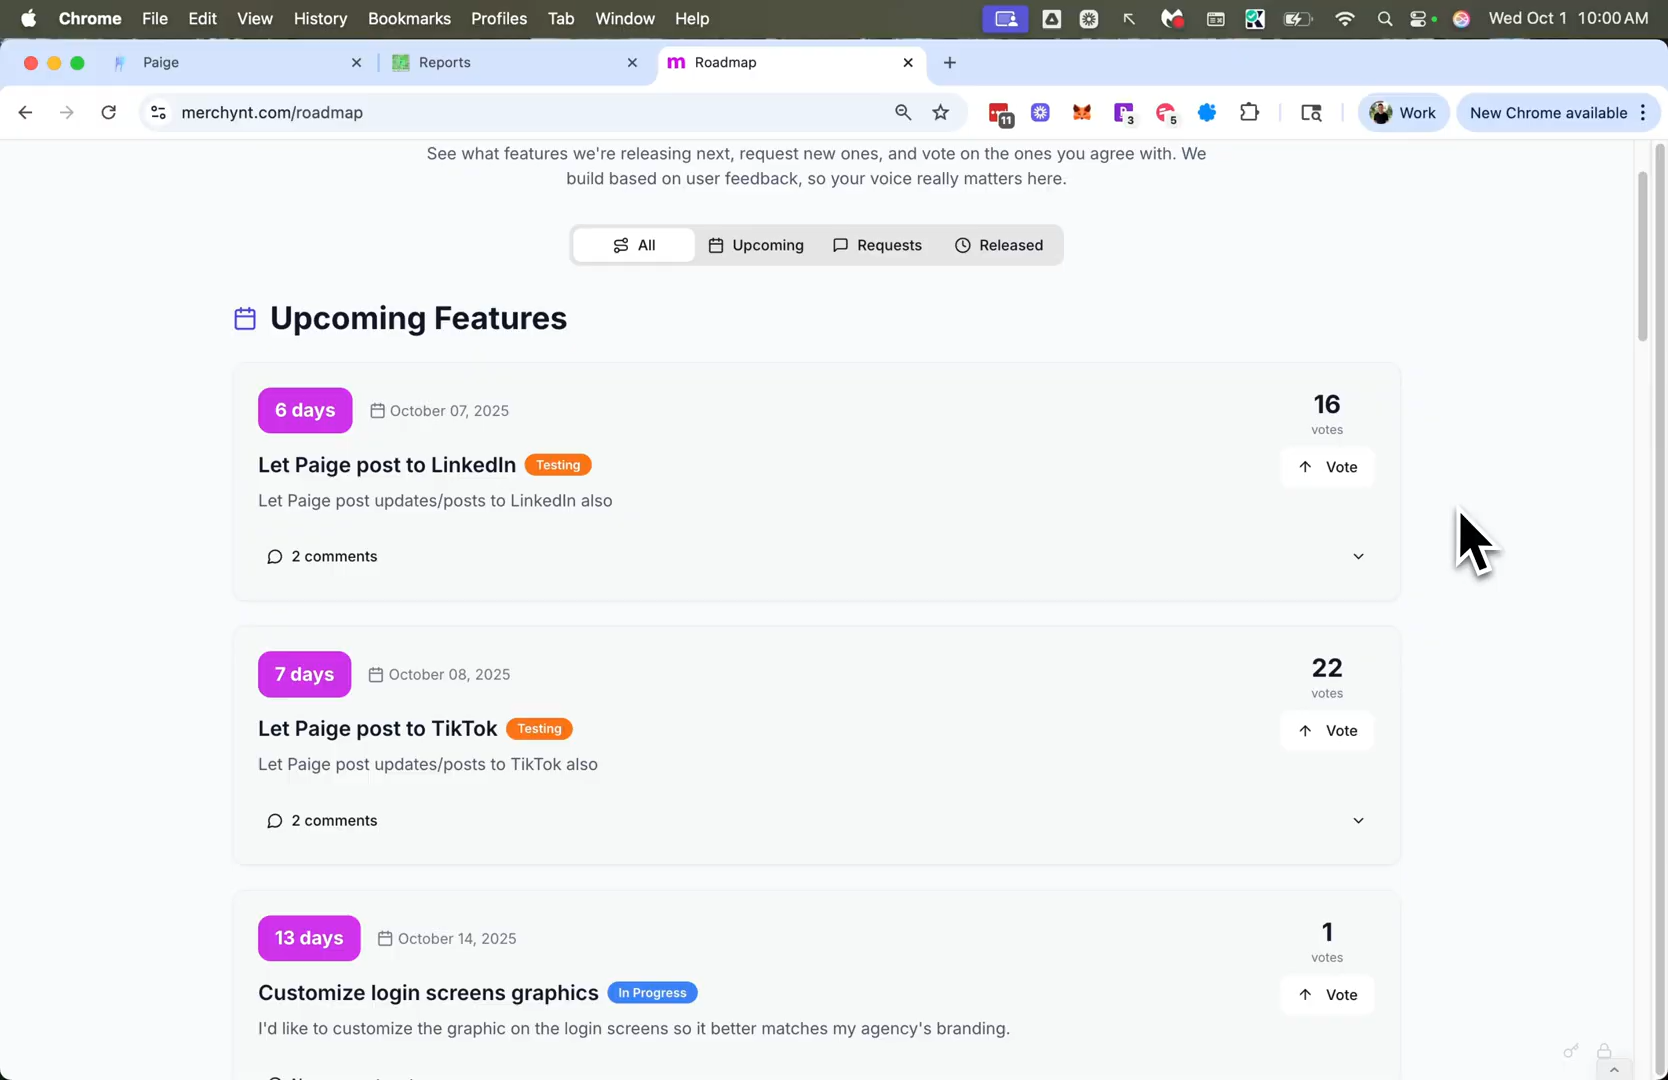 Chrome File Edit View History Bookmarks Profiles Tab Window Help Wed Oct 1 10:00 AM
Paige Reports Roadmap
merchynt.com/roadmap 11 3 5 Work New Chrome available
See what features we're releasing next, request new ones, and vote on the ones you agree with. We
build based on user feedback, so your voice really matters here.
All Upcoming Requests Released
Upcoming Features
6 days October 07, 2025
16
votes
Vote
Let Paige post to LinkedIn Testing
Let Paige post updates/posts to LinkedIn also
2 comments
7 days October 08, 2025
22
votes
Vote
Let Paige post to TikTok Testing
Let Paige post updates/posts to TikTok also
2 comments
13 days October 14, 2025
1
votes
Vote
Customize login screens graphics In Progress
I'd like to customize the graphic on the login screens so it better matches my agency's branding.